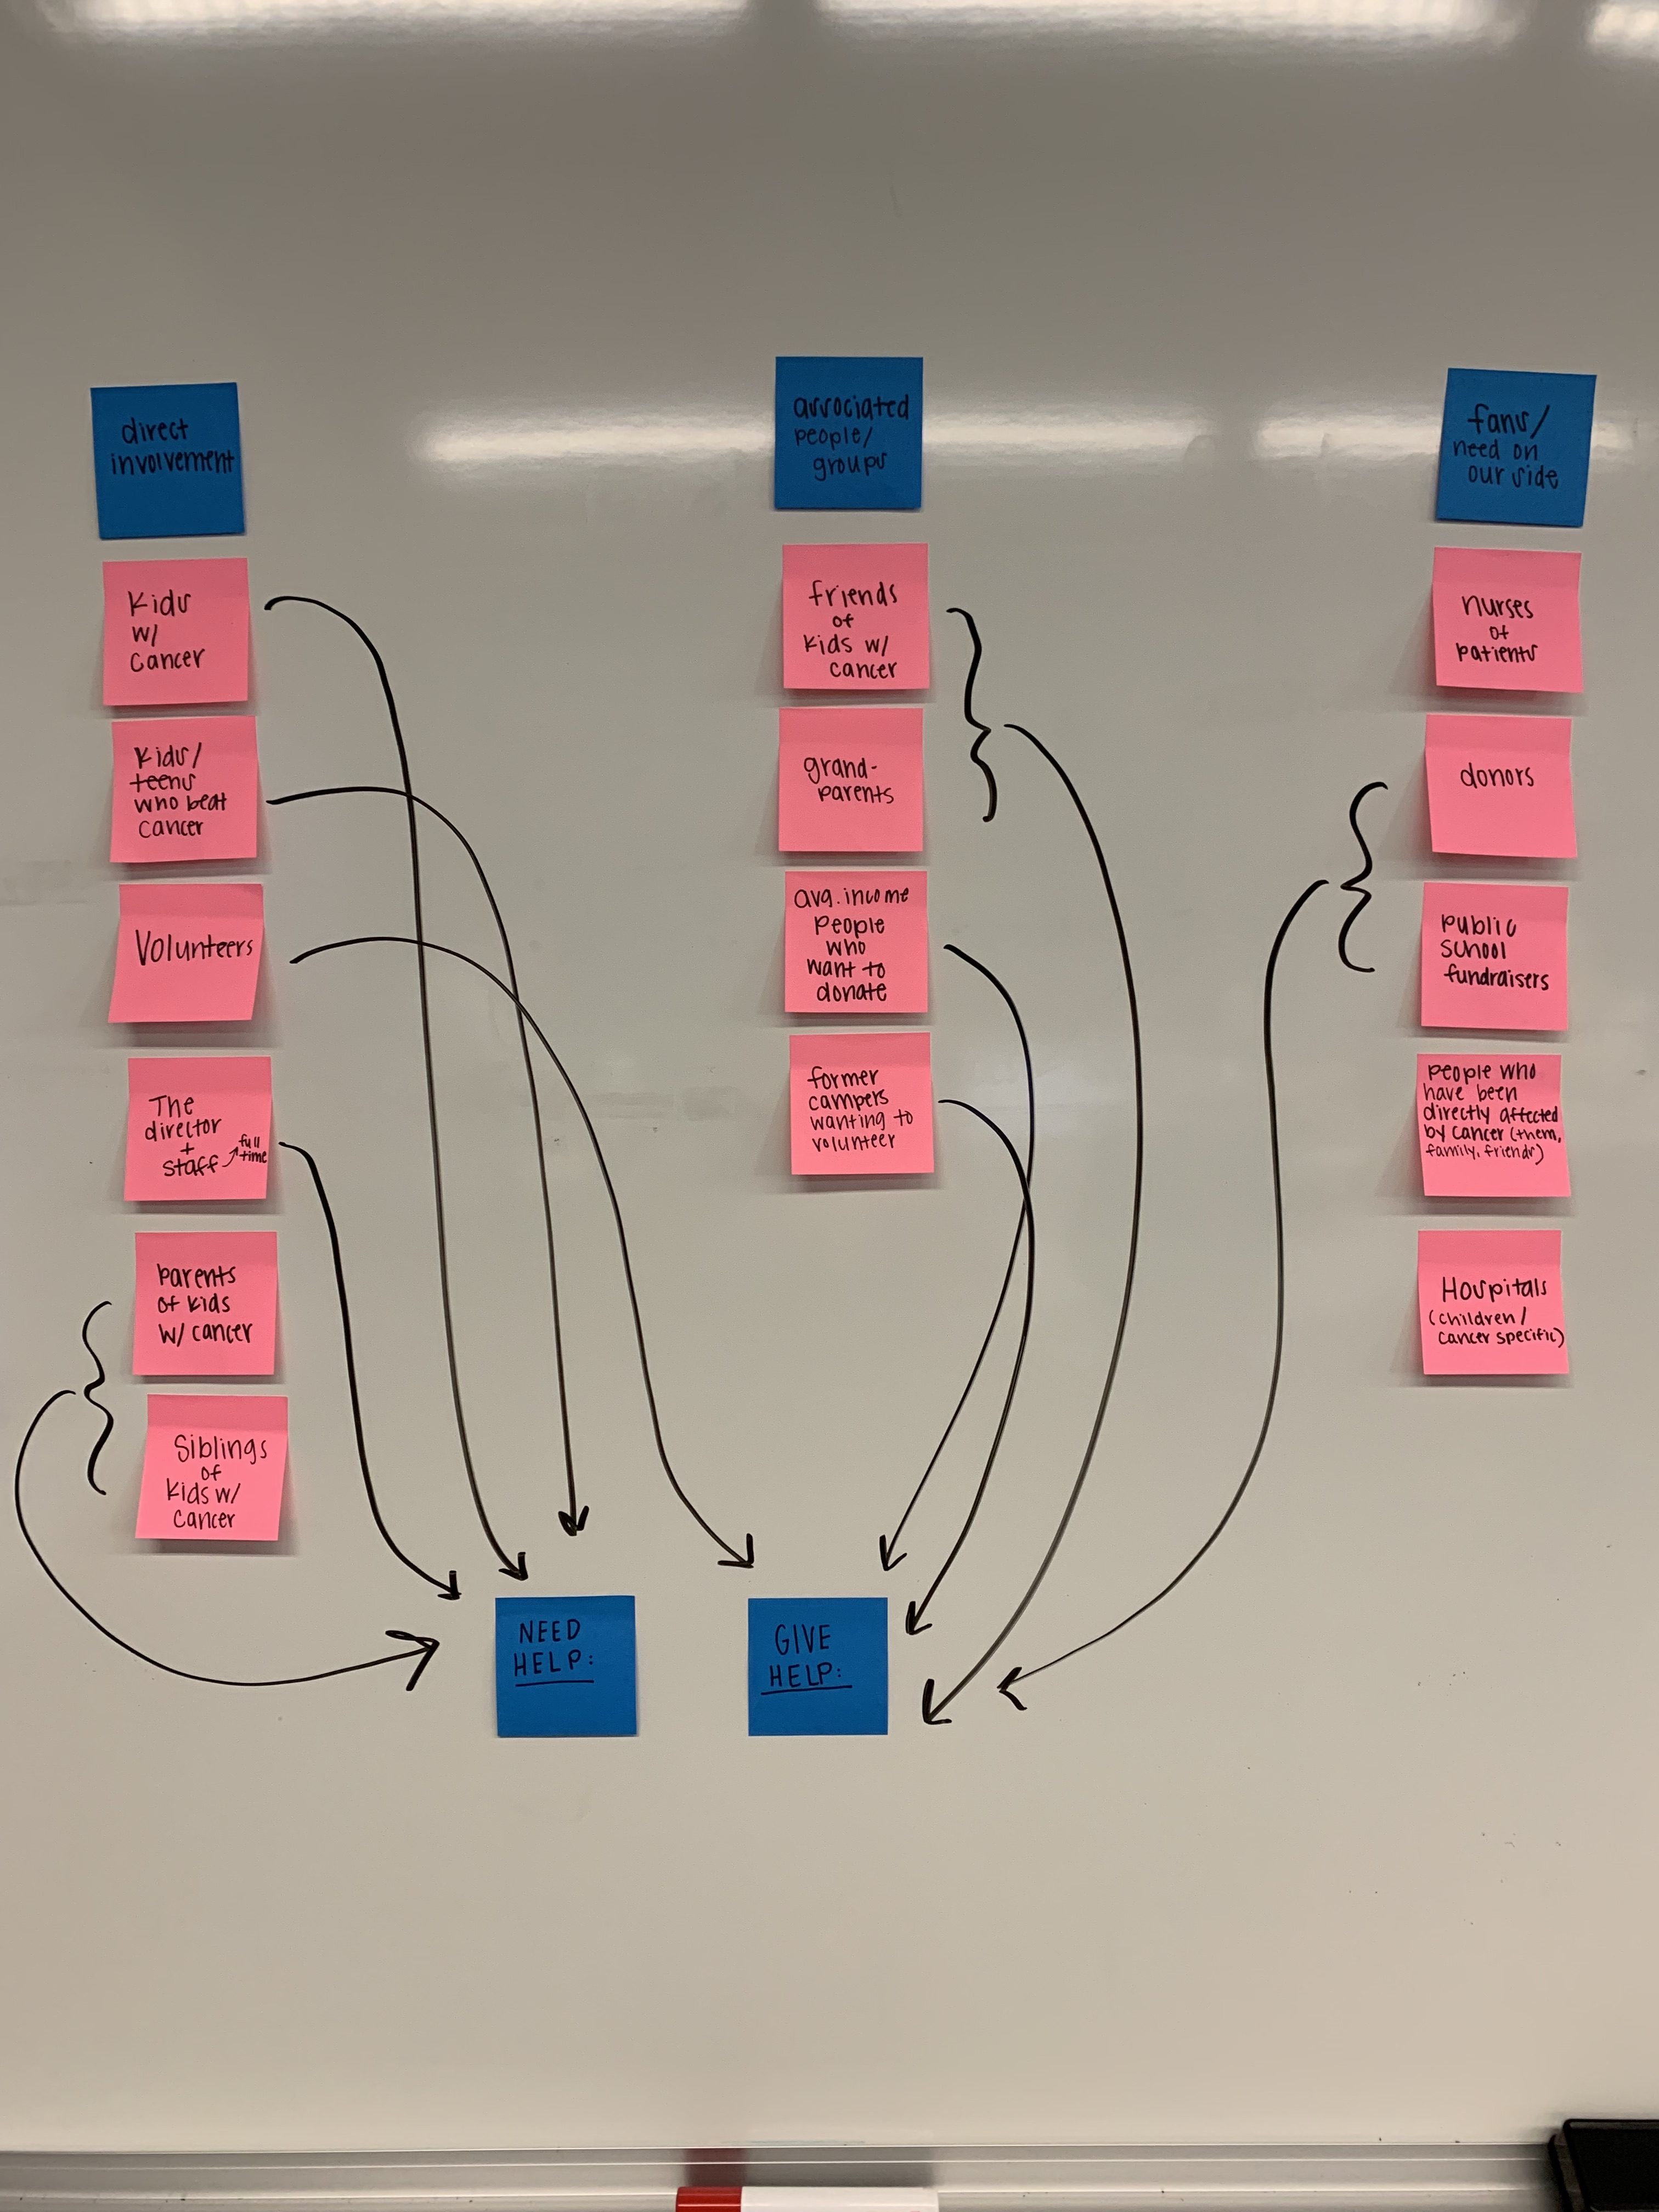 direct
involvement
Kids
w/
cancer
Kids/
teens
who beat
cancer
Volunteers
The
director
+
staff
full
time
parents
of kids
w/ cancer
Siblings
of
kids w/
cancer
associated
people/
groups
friends
of
kids w/
cancer
grand-
parents
avg. income
people
who
want to
donate
former
campers
wanting to
volunteer
fans/
need on
our side
nurses
of
patients
donors
public
school
fundraisers
people who
have been
directly affected
by cancer (them,
family, friends)
Hospitals
(children/
cancer specific)
NEED
HELP:
GIVE
HELP: